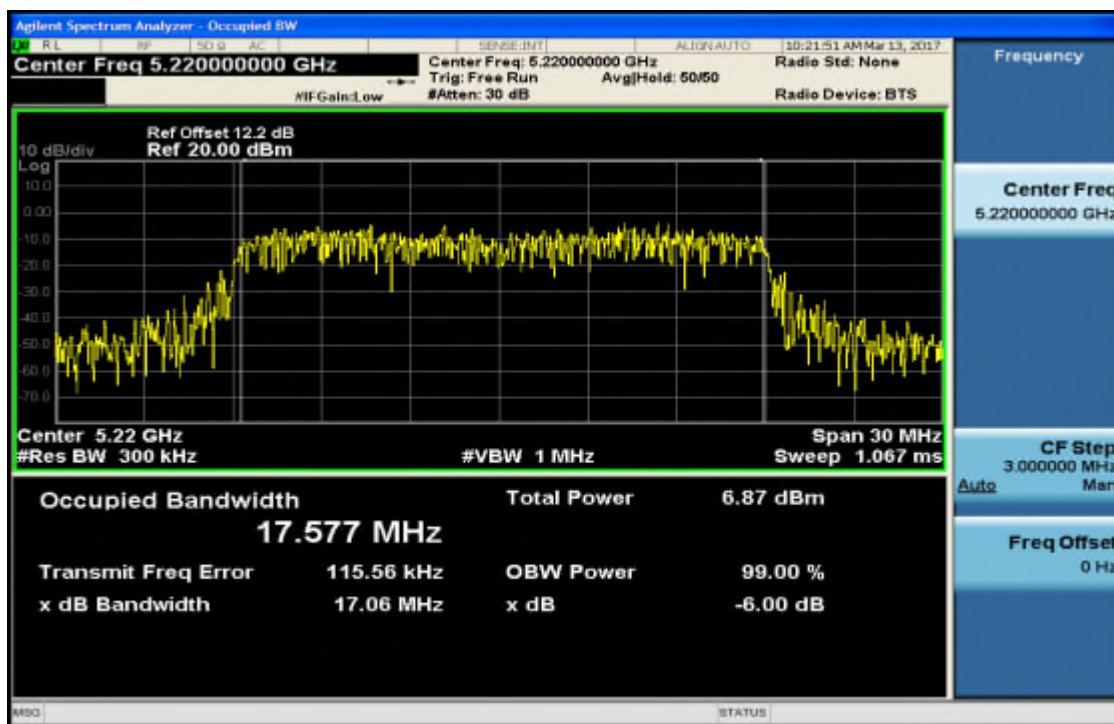 Agilent Spectrum Analyzer - Occupied BW
RL RF 50 Ω AC SENSE:INT ALIGN AUTO 10:21:51 AM Mar 13, 2017
Center Freq 5.220000000 GHz
Center Freq: 5.220000000 GHz
Radio Std: None
Trig: Free Run Avg|Hold: 50/50
#IFGain:Low
#Atten: 30 dB
Radio Device: BTS
Ref Offset 12.2 dB
10 dB/div Ref 20.00 dBm
Log
10.0
0.00
-10.0
-20.0
-30.0
-40.0
-50.0
-60.0
-70.0
Center 5.22 GHz Span 30 MHz
#Res BW 300 kHz #VBW 1 MHz Sweep 1.067 ms
Occupied Bandwidth Total Power 6.87 dBm
17.577 MHz
Transmit Freq Error 115.56 kHz OBW Power 99.00 %
x dB Bandwidth 17.06 MHz x dB -6.00 dB
Frequency
Center Freq
5.220000000 GHz
CF Step
3.000000 MHz
Auto Man
Freq Offset
0 Hz
MSG STATUS